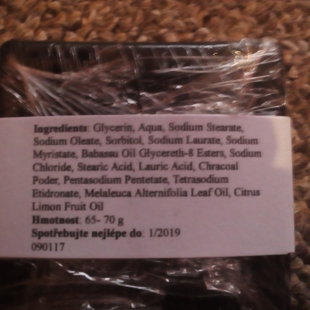 Ingredients: Glycerin, Aqua, Sodium Stearate,
Sodium Oleate, Sorbitol, Sodium Laurate, Sodium
Myristate, Babassu Oil Glycereth-8 Esters, Sodium
Chloride, Stearic Acid, Lauric Acid, Chracoal
Poder, Pentasodium Pentetate, Tetrasodium
Etidronate, Melaleuca Alternifolia Leaf Oil, Citrus
Limon Fruit Oil
Hmotnost: 65- 70 g
Spotřebujte nejlépe do: 1/2019
090117